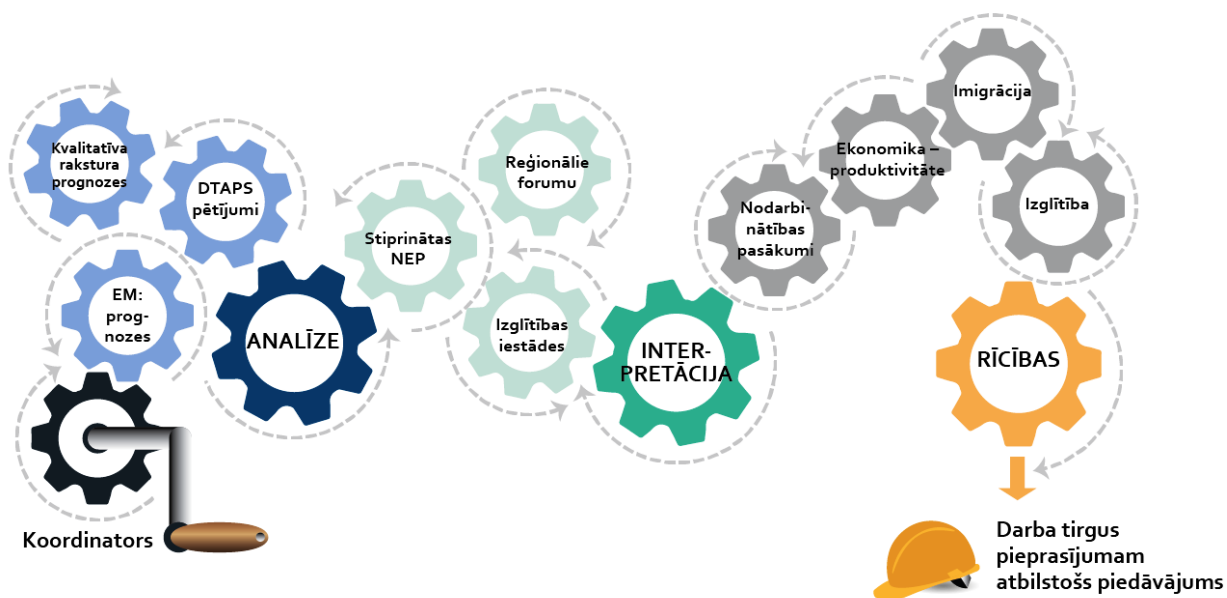 Kvalitatīva
rakstura
prognozes
DTAPS
pētījumi
EM:
prog-
nozes
Koordinators
ANALĪZE
Stiprinātas
NEP
Reģionālie
forumu
Izglītības
iestādes
INTER-
PRETĀCIJA
Nodarbi-
nātības
pasākumi
Ekonomika –
produktivitāte
Imigrācija
Izglītība
RĪCĪBAS
Darba tirgus
pieprasījumam
atbilstošs piedāvājums